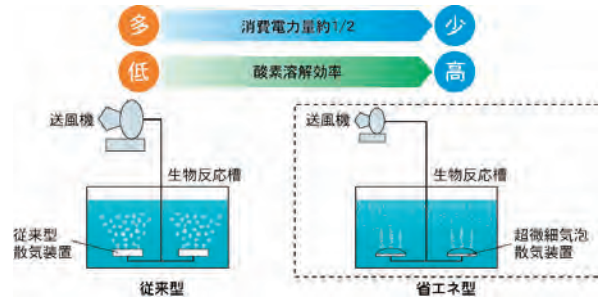 多 消費電力量約1/2 少
低 酸素溶解効率 高
送風機
生物反応槽
従来型
散気装置
従来型
送風機
生物反応槽
超微細気泡
散気装置
省エネ型